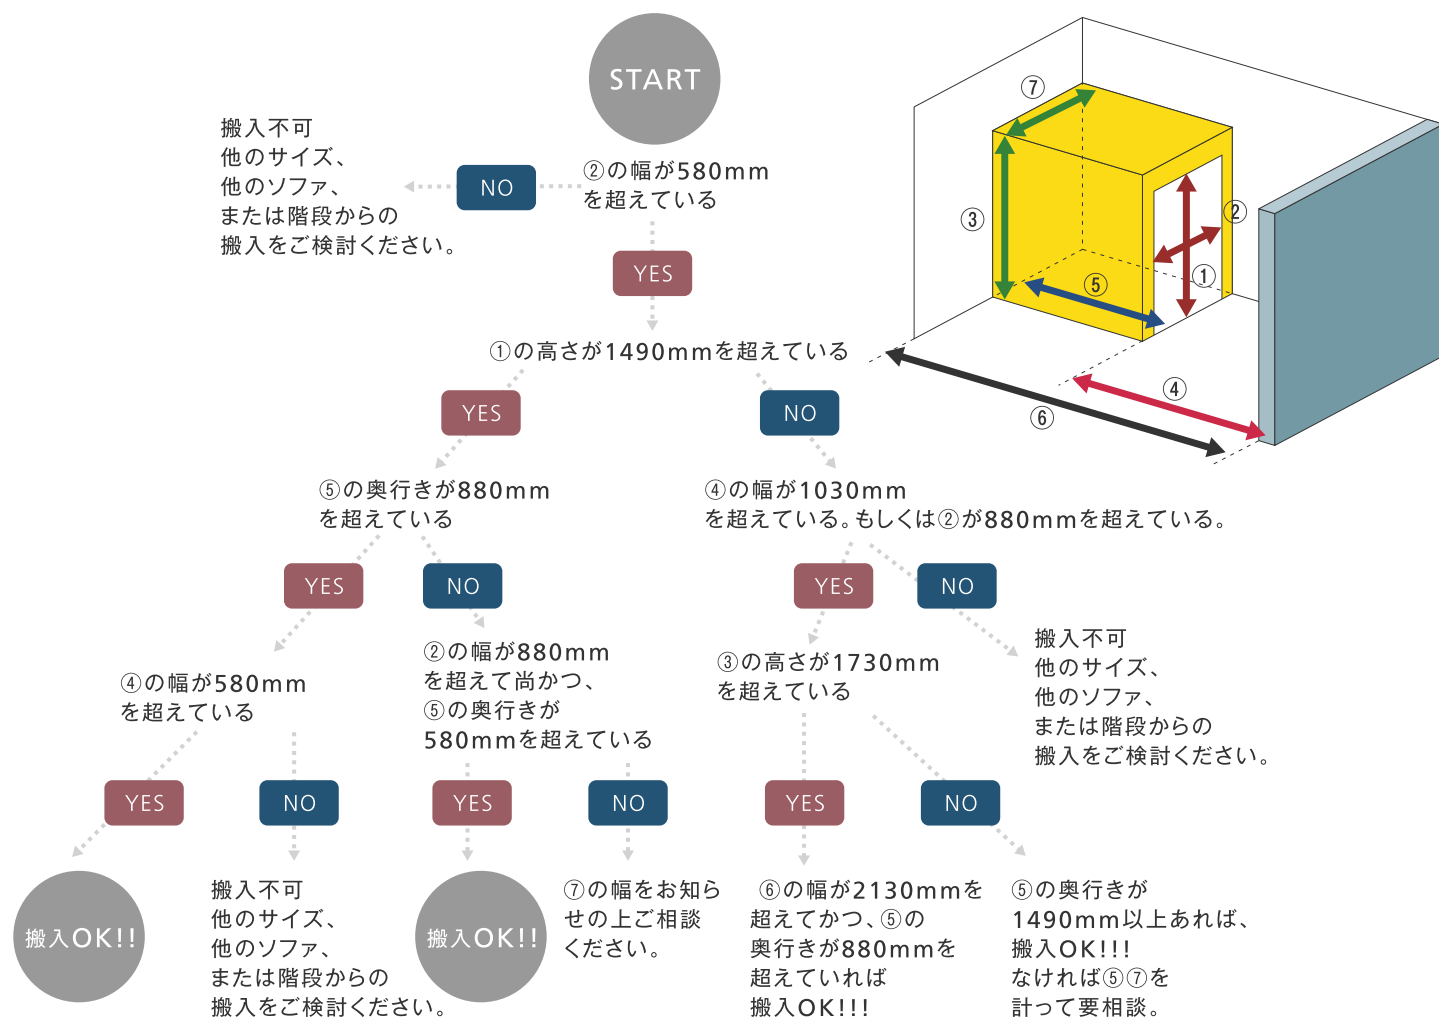 START
②の幅が580mm
を超えている
NO
搬入不可
他のサイズ、
他のソファ、
または階段からの
搬入をご検討ください。
YES
①の高さが1490mmを超えている
YES
NO
⑤の奥行きが880mm
を超えている
④の幅が1030mm
を超えている。もしくは②が880mmを超えている。
YES
NO
YES
NO
④の幅が580mm
を超えている
②の幅が880mm
を超えて尚かつ、
⑤の奥行きが
580mmを超えている
③の高さが1730mm
を超えている
搬入不可
他のサイズ、
他のソファ、
または階段からの
搬入をご検討ください。
YES
NO
YES
NO
YES
NO
搬入OK!!
搬入不可
他のサイズ、
他のソファ、
または階段からの
搬入をご検討ください。
搬入OK!!
⑦の幅をお知ら
せの上ご相談
ください。
⑥の幅が2130mmを
超えてかつ、⑤の
奥行きが880mmを
超えていれば
搬入OK!!!
⑤の奥行きが
1490mm以上あれば、
搬入OK!!!
なければ⑤⑦を
計って要相談。
⑦
③
②
①
⑤
④
⑥